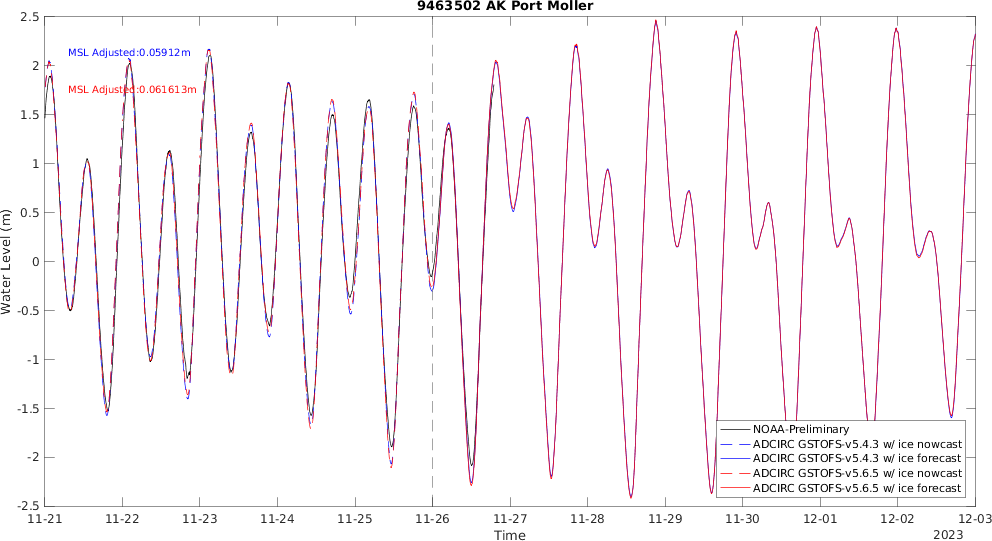 9463502 AK Port Moller
MSL Adjusted:0.05912m
MSL Adjusted:0.061613m
Water Level (m)
2.5
2
1.5
1
0.5
0
-0.5
-1
-1.5
-2
-2.5
NOAA-Preliminary
ADCIRC GSTOFS-v5.4.3 w/ ice nowcast
ADCIRC GSTOFS-v5.4.3 w/ ice forecast
ADCIRC GSTOFS-v5.6.5 w/ ice nowcast
ADCIRC GSTOFS-v5.6.5 w/ ice forecast
11-21 11-22 11-23 11-24 11-25 11-26 11-27 11-28 11-29 11-30 12-01 12-02 12-03
Time
2023